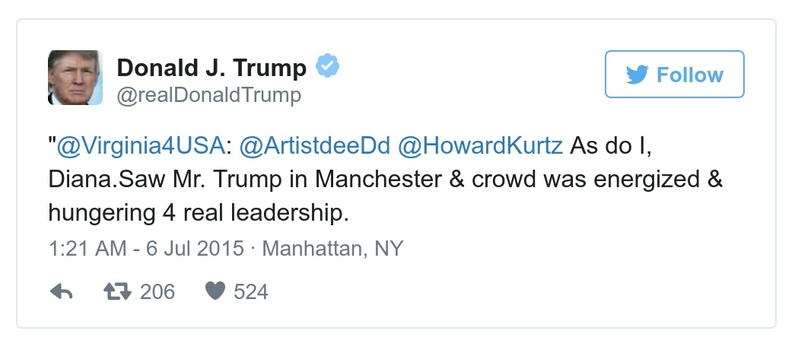 Donald J. Trump
@realDonaldTrump
Follow
"@Virginia4USA: @ArtistdeeDd @HowardKurtz As do I,
Diana.Saw Mr. Trump in Manchester & crowd was energized &
hungering 4 real leadership.
1:21 AM - 6 Jul 2015 · Manhattan, NY
206 524